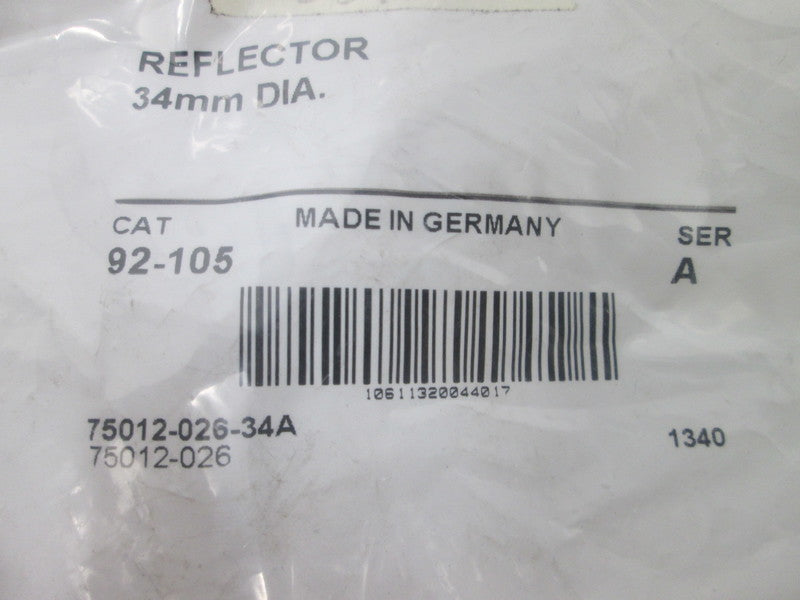 REFLECTOR
34mm DIA.
CAT MADE IN GERMANY SER
92-105 A
10611320044017
75012-026-34A 1340
75012-026